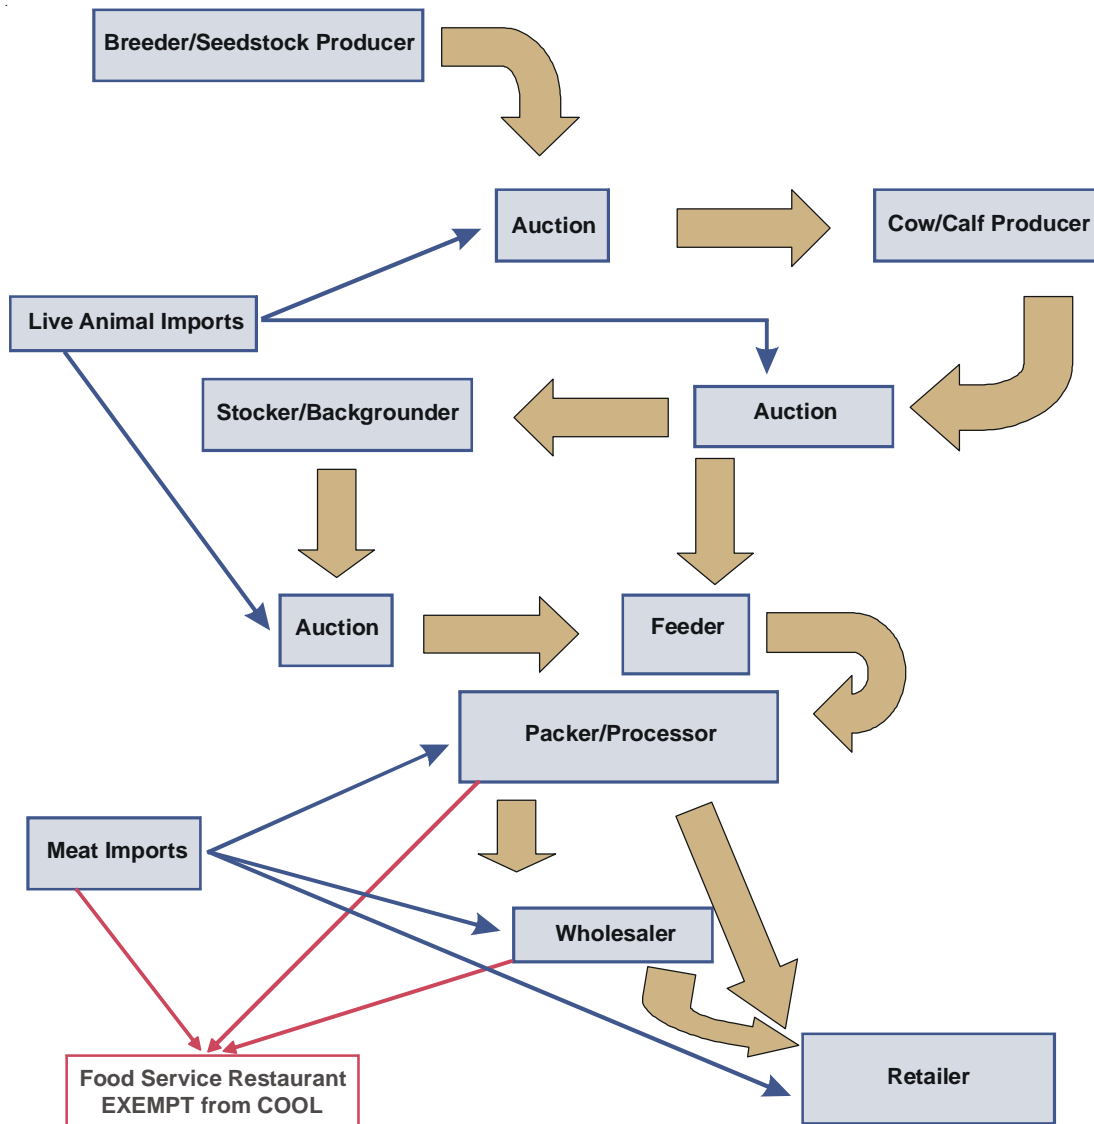 Breeder/Seedstock Producer
Auction
Cow/Calf Producer
Live Animal Imports
Stocker/Backgrounder
Auction
Auction
Feeder
Packer/Processor
Meat Imports
Wholesaler
Food Service Restaurant
EXEMPT from COOL
Retailer